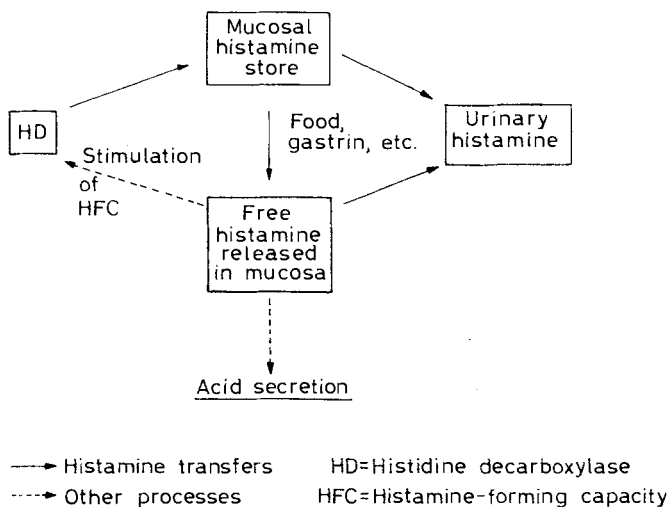 Mucosal
histamine
store
HD
Food,
gastrin, etc.
Urinary
histamine
Stimulation
of
HFC
Free
histamine
released
in mucosa
Acid secretion
Histamine transfers HD=Histidine decarboxylase
Other processes HFC=Histamine-forming capacity